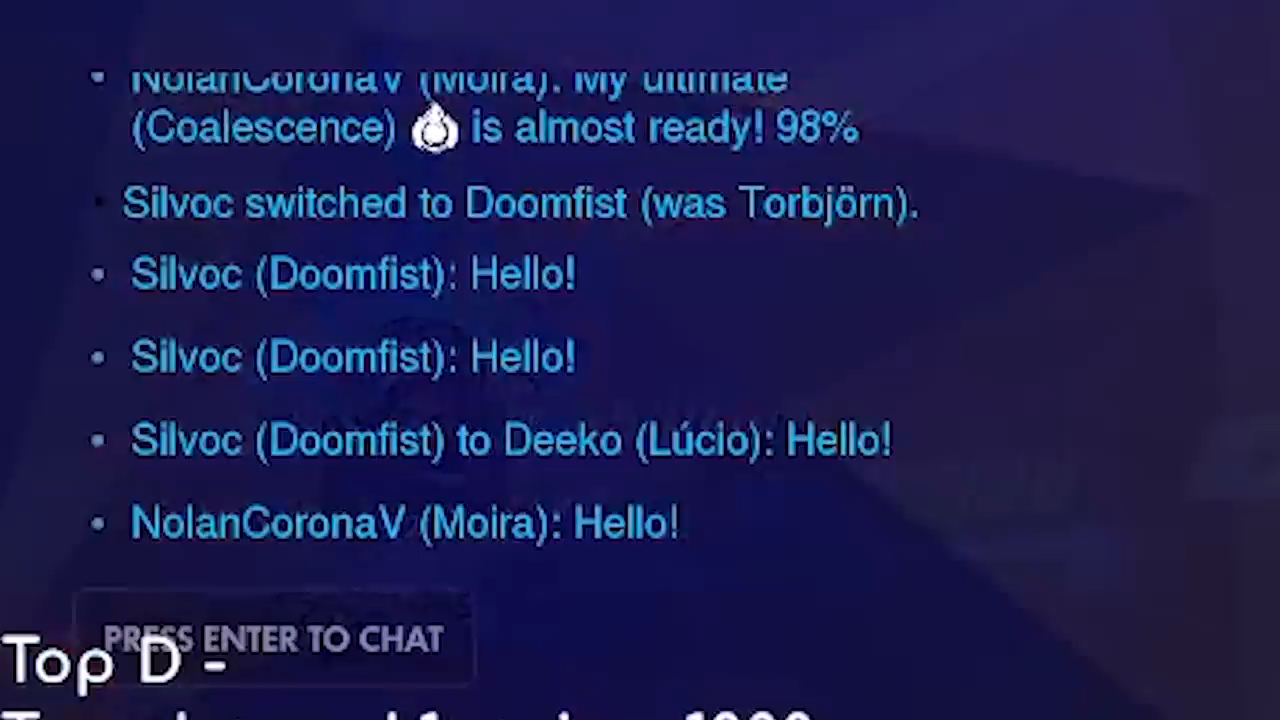 NolanCoronaV (Moira): My ultimate
(Coalescence) is almost ready! 98%
Silvoc switched to Doomfist (was Torbjörn).
Silvoc (Doomfist): Hello!
Silvoc (Doomfist): Hello!
Silvoc (Doomfist) to Deeko (Lúcio): Hello!
NolanCoronaV (Moira): Hello!
PRESS ENTER TO CHAT
Top D -